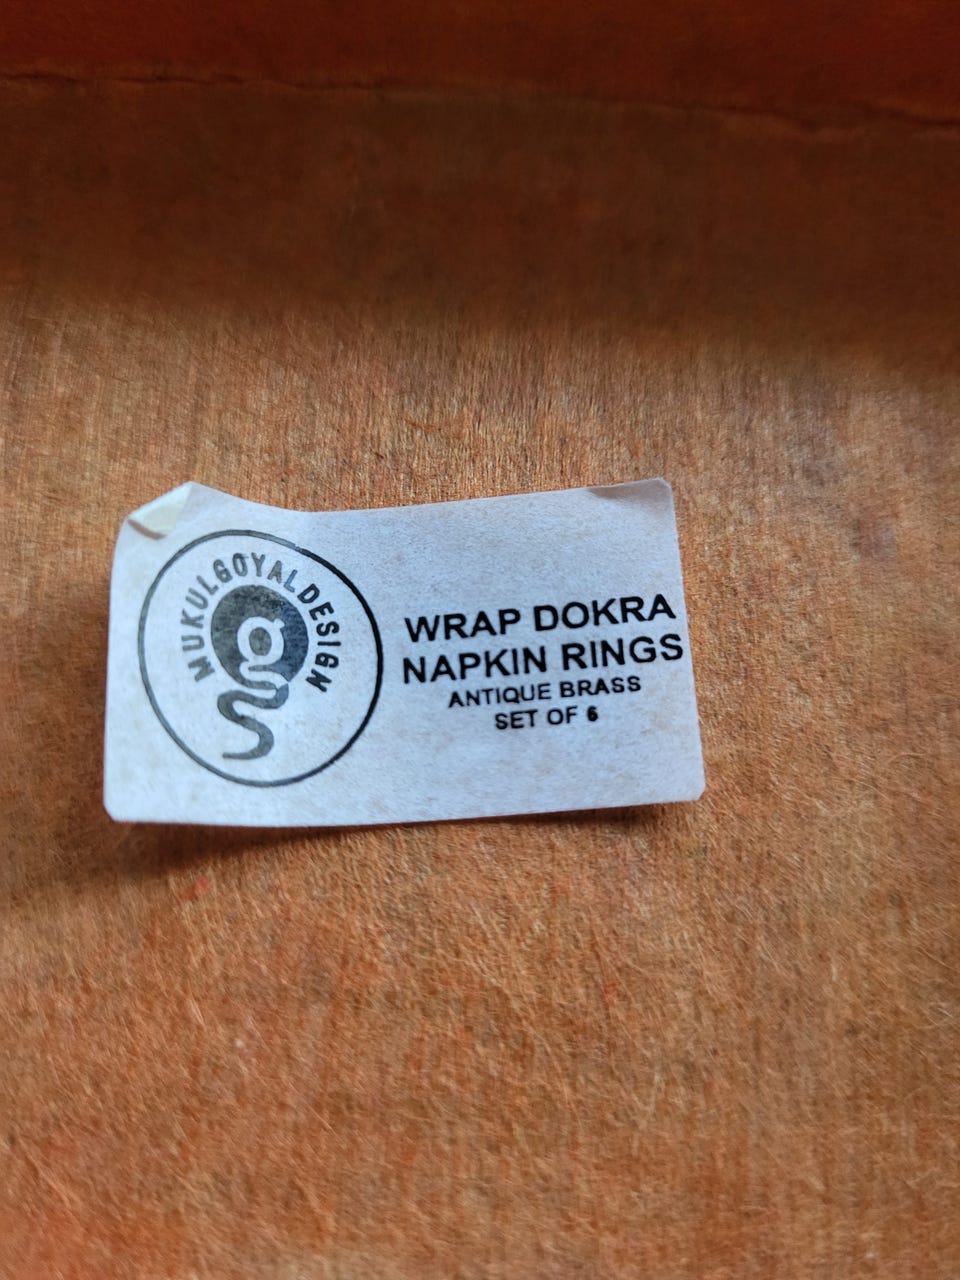 MUKULGOYALDESIGN
WRAP DOKRA
NAPKIN RINGS
ANTIQUE BRASS
SET OF 6